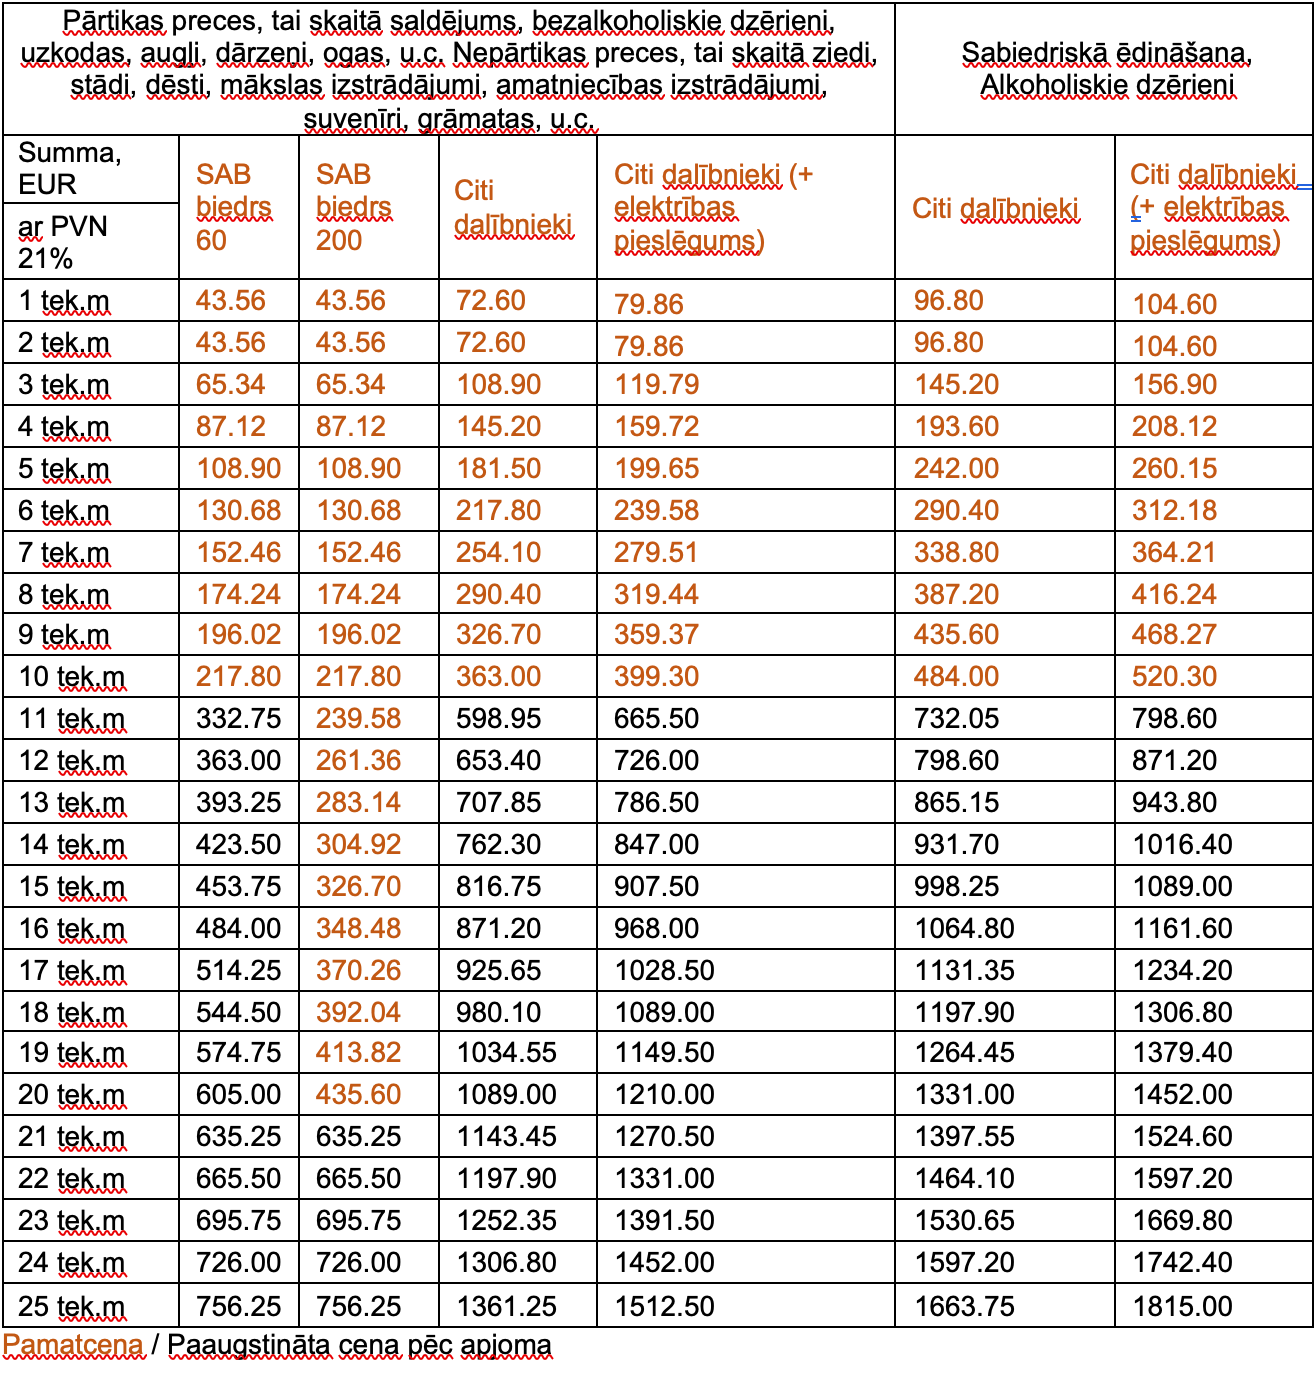 Pārtikas preces, tai skaitā saldējums, bezalkoholiskie dzērieni,
uzkodas, augļi, dārzeņi, ogas, u.c. Nepārtikas preces, tai skaitā ziedi,
stādi, dēsti, mākslas izstrādājumi, amatniecības izstrādājumi,
suvenīri, grāmatas, u.c.
Sabiedriskā ēdināšana,
Alkoholiskie dzērieni
Summa,
EUR
ar PVN
21%
SAB
biedrs
60
SAB
biedrs
200
Citi
dalībnieki
Citi dalībnieki (+
elektrības
pieslēgums)
Citi dalībnieki
Citi dalībnieki
(+ elektrības
pieslēgums)
1 tek.m 43.56 43.56 72.60 79.86 96.80 104.60
2 tek.m 43.56 43.56 72.60 79.86 96.80 104.60
3 tek.m 65.34 65.34 108.90 119.79 145.20 156.90
4 tek.m 87.12 87.12 145.20 159.72 193.60 208.12
5 tek.m 108.90 108.90 181.50 199.65 242.00 260.15
6 tek.m 130.68 130.68 217.80 239.58 290.40 312.18
7 tek.m 152.46 152.46 254.10 279.51 338.80 364.21
8 tek.m 174.24 174.24 290.40 319.44 387.20 416.24
9 tek.m 196.02 196.02 326.70 359.37 435.60 468.27
10 tek.m 217.80 217.80 363.00 399.30 484.00 520.30
11 tek.m 332.75 239.58 598.95 665.50 732.05 798.60
12 tek.m 363.00 261.36 653.40 726.00 798.60 871.20
13 tek.m 393.25 283.14 707.85 786.50 865.15 943.80
14 tek.m 423.50 304.92 762.30 847.00 931.70 1016.40
15 tek.m 453.75 326.70 816.75 907.50 998.25 1089.00
16 tek.m 484.00 348.48 871.20 968.00 1064.80 1161.60
17 tek.m 514.25 370.26 925.65 1028.50 1131.35 1234.20
18 tek.m 544.50 392.04 980.10 1089.00 1197.90 1306.80
19 tek.m 574.75 413.82 1034.55 1149.50 1264.45 1379.40
20 tek.m 605.00 435.60 1089.00 1210.00 1331.00 1452.00
21 tek.m 635.25 635.25 1143.45 1270.50 1397.55 1524.60
22 tek.m 665.50 665.50 1197.90 1331.00 1464.10 1597.20
23 tek.m 695.75 695.75 1252.35 1391.50 1530.65 1669.80
24 tek.m 726.00 726.00 1306.80 1452.00 1597.20 1742.40
25 tek.m 756.25 756.25 1361.25 1512.50 1663.75 1815.00
Pamatcena / Paaugstināta cena pēc apjoma